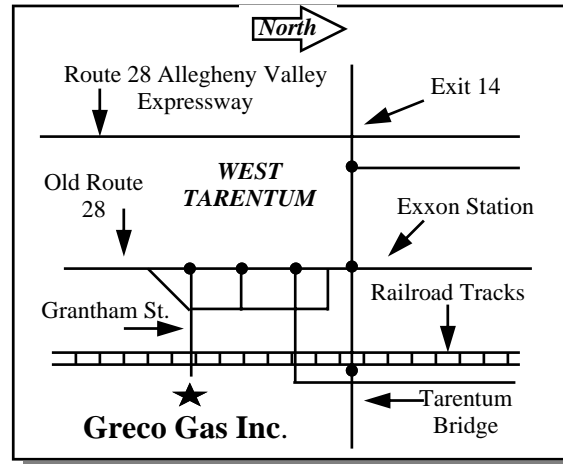 North
Route 28 Allegheny Valley
Expressway
Exit 14
WEST
TARENTUM
Old Route
28
Exxon Station
Grantham St.
Railroad Tracks
Greco Gas Inc.
Tarentum
Bridge